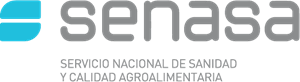 senasa
SERVICIO NACIONAL DE SANIDAD
Y CALIDAD AGROALIMENTARIA